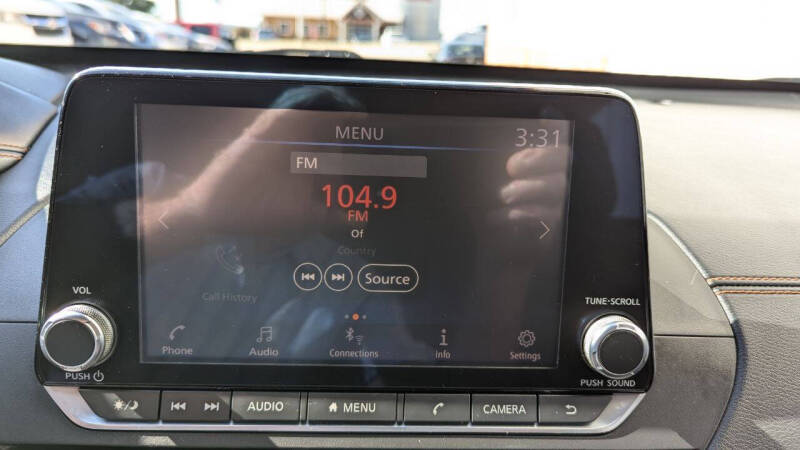 MENU
3:31
FM
104.9
FM
Of
Country
Source
Call History
Phone
Audio
Connections
Info
Settings
VOL
PUSH
TUNE•SCROLL
PUSH SOUND
AUDIO
MENU
CAMERA